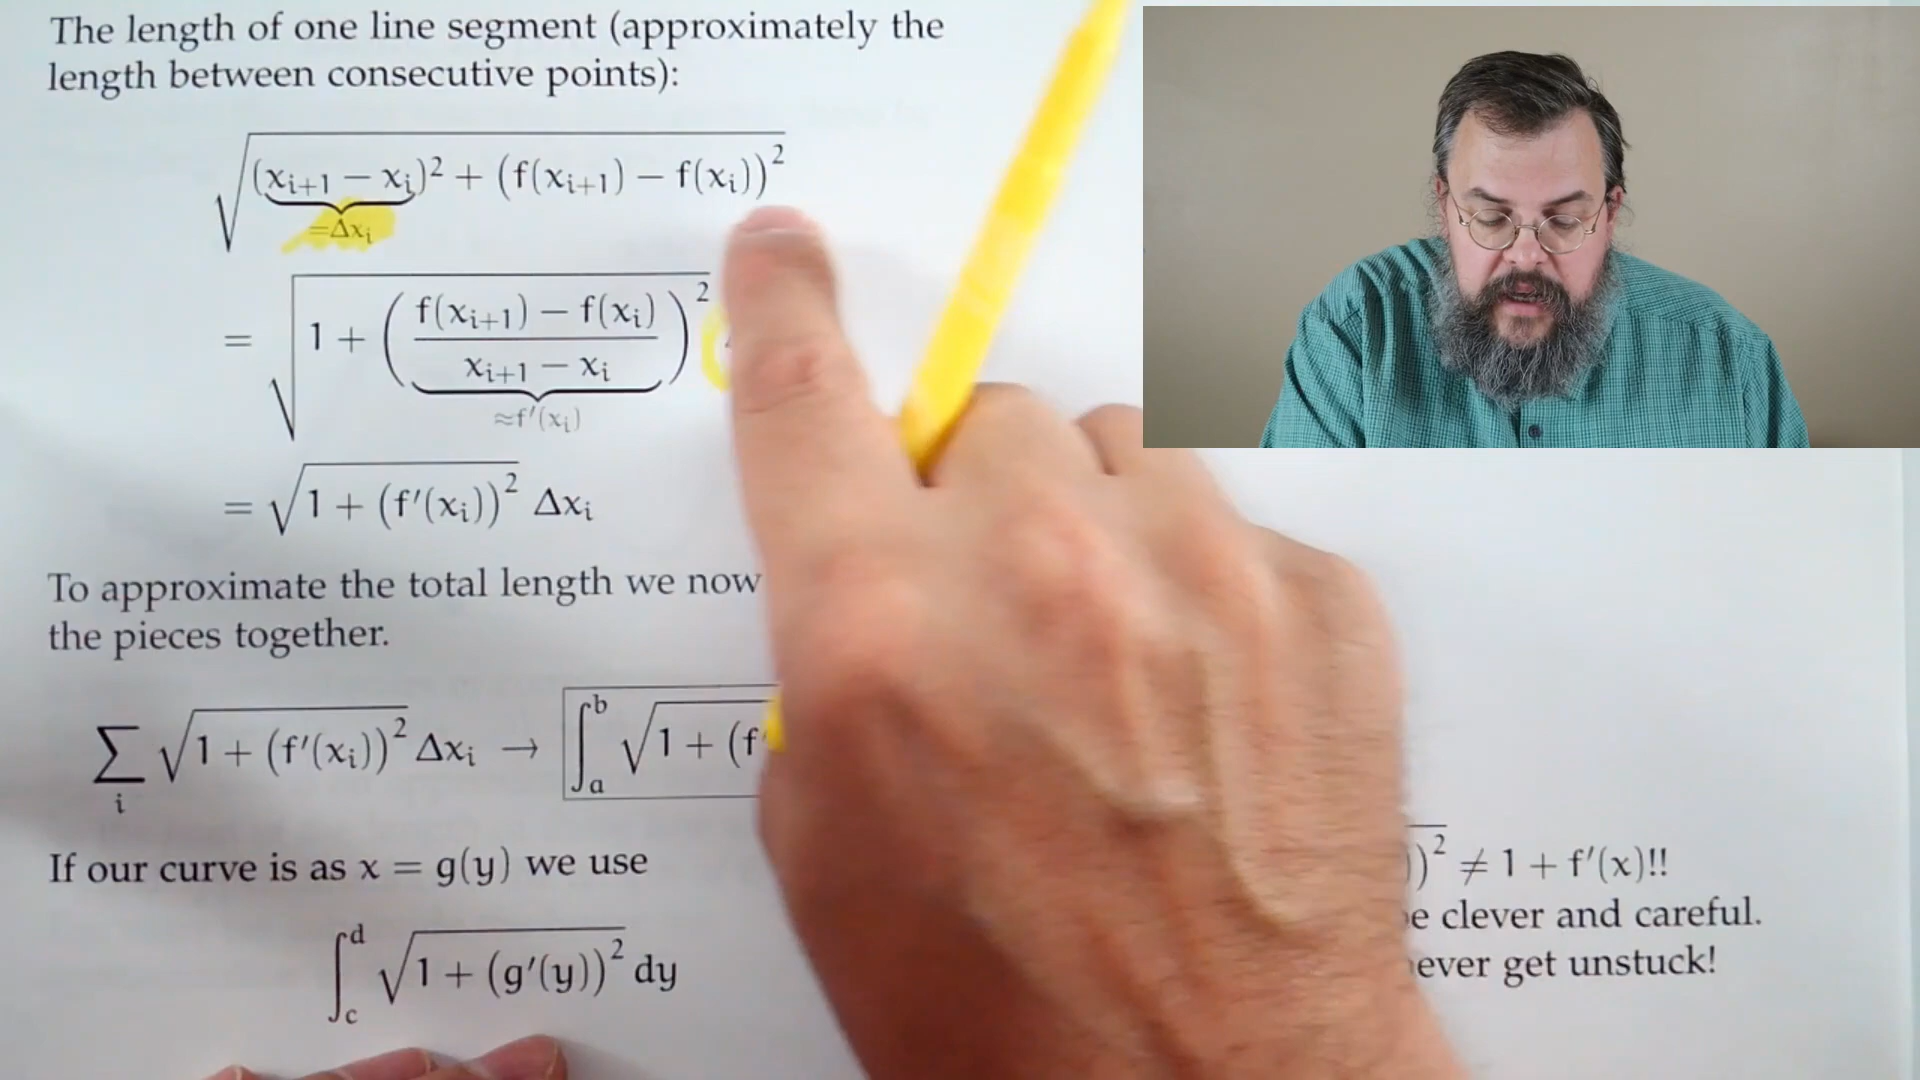 The length of one line segment (approximately the
length between consecutive points):
√((xᵢ₊₁ − xᵢ)² + (f(xᵢ₊₁) − f(xᵢ))²)
=Δxᵢ
= √(1 + ((f(xᵢ₊₁) − f(xᵢ))/(xᵢ₊₁ − xᵢ))²)
≈f′(xᵢ)
= √(1 + (f′(xᵢ))²) Δxᵢ
To approximate the total length we now
the pieces together.
∑ᵢ √(1 + (f′(xᵢ))²) Δxᵢ → ∫ₐᵇ √(1 + (f′
If our curve is as x = g(y) we use
∫_c^d √(1 + (g′(y))²) dy
)² ≠ 1 + f′(x)!!
clever and careful.
get unstuck!